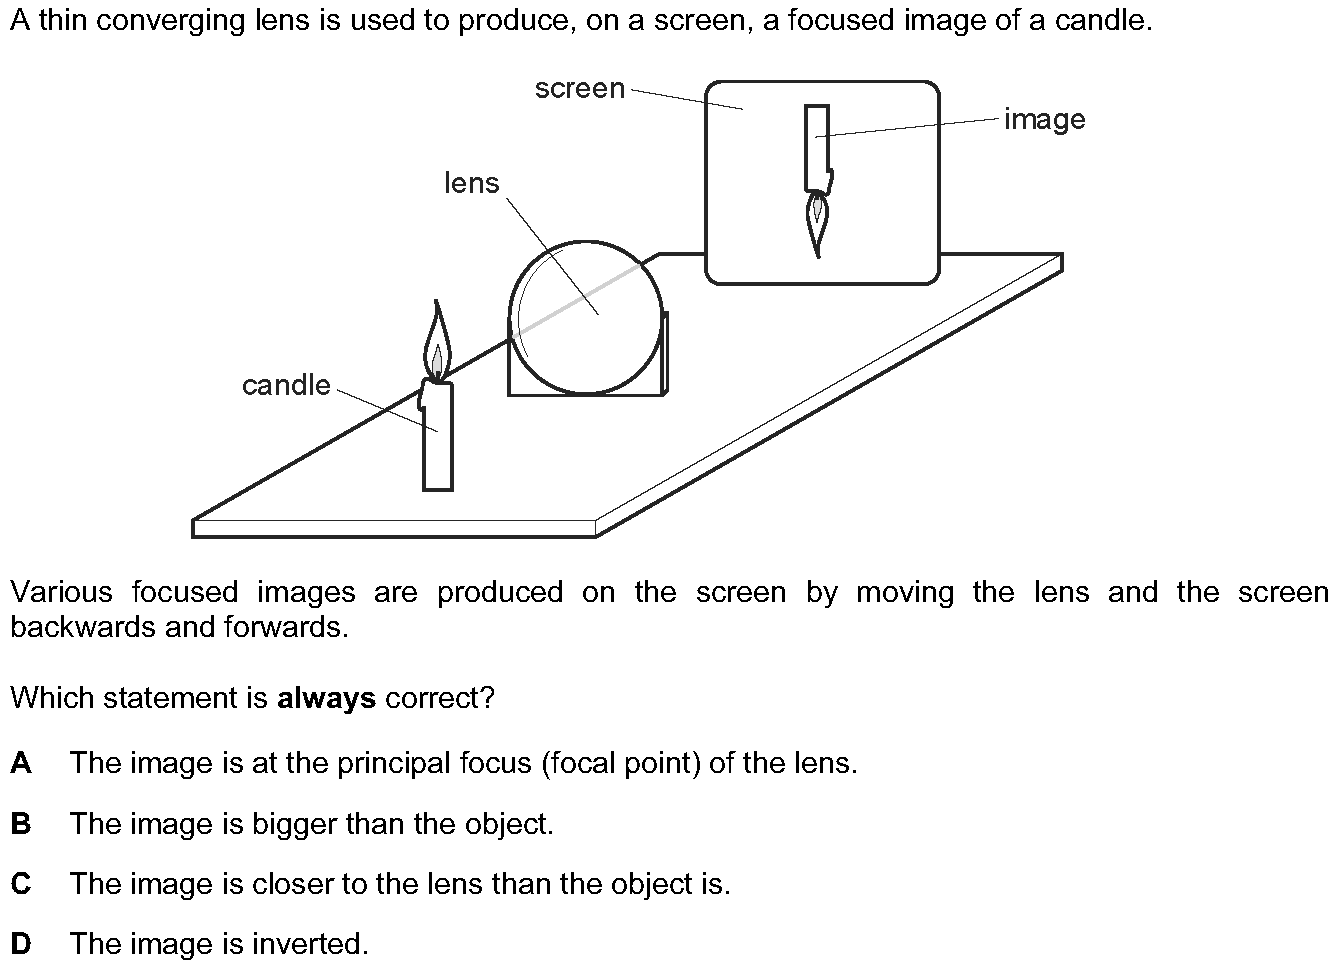 A thin converging lens is used to produce, on a screen, a focused image of a candle.
screen
image
lens
candle
Various focused images are produced on the screen by moving the lens and the screen
backwards and forwards.
Which statement is always correct?
A The image is at the principal focus (focal point) of the lens.
B The image is bigger than the object.
C The image is closer to the lens than the object is.
D The image is inverted.